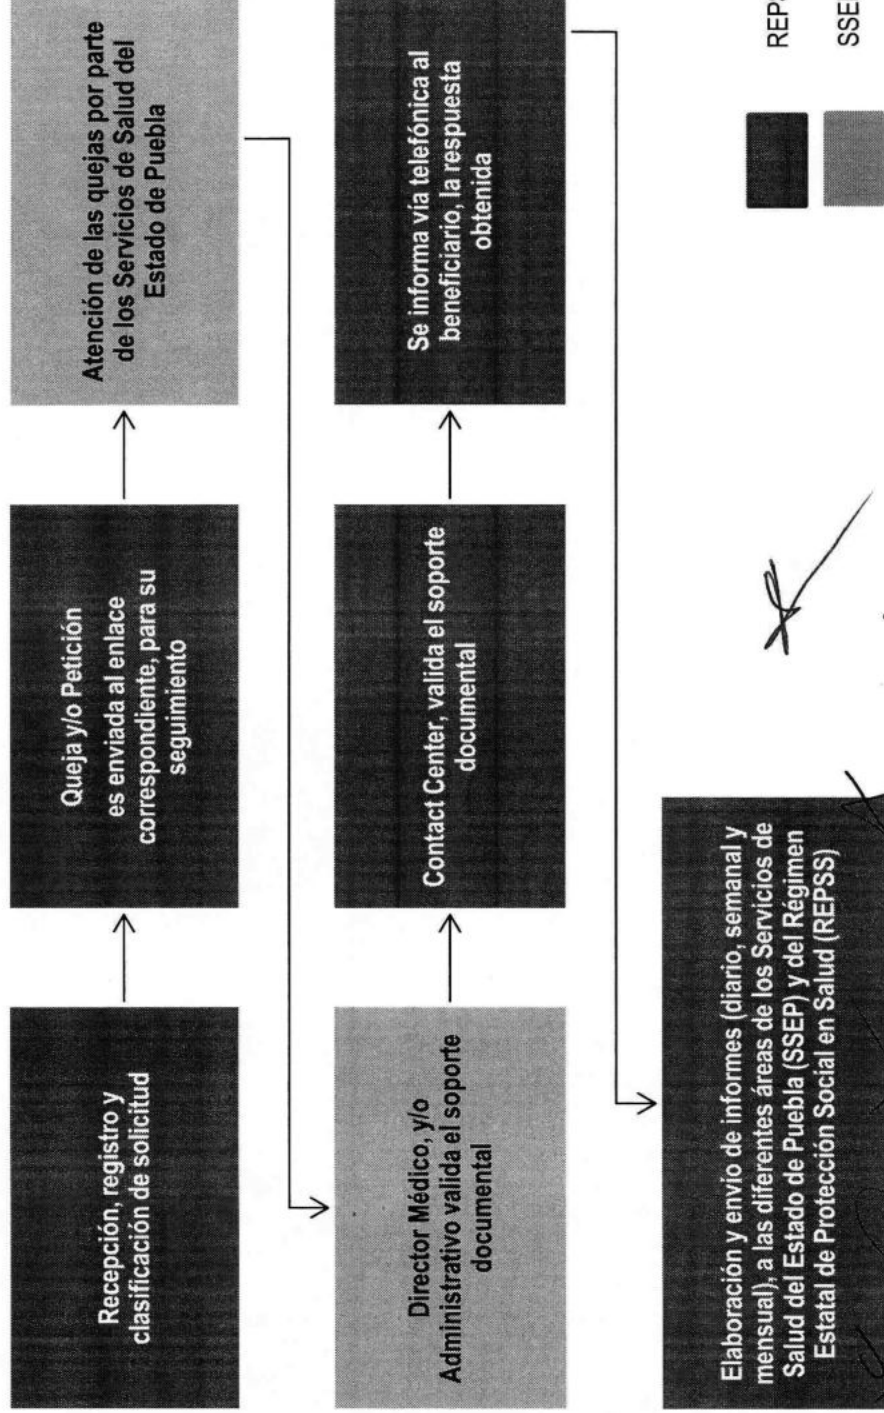 Recepción, registro y
clasificación de solicitud
Queja y/o Petición
es enviada al enlace
correspondiente, para su
seguimiento
Atención de las quejas por parte
de los Servicios de Salud del
Estado de Puebla
Director Médico, y/o
Administrativo valida el soporte
documental
Contact Center, valida el soporte
documental
Se informa vía telefónica al
beneficiario, la respuesta
obtenida
Elaboración y envío de informes (diario, semanal y
mensual), a las diferentes áreas de los Servicios de
Salud del Estado de Puebla (SSEP) y del Régimen
Estatal de Protección Social en Salud (REPSS)